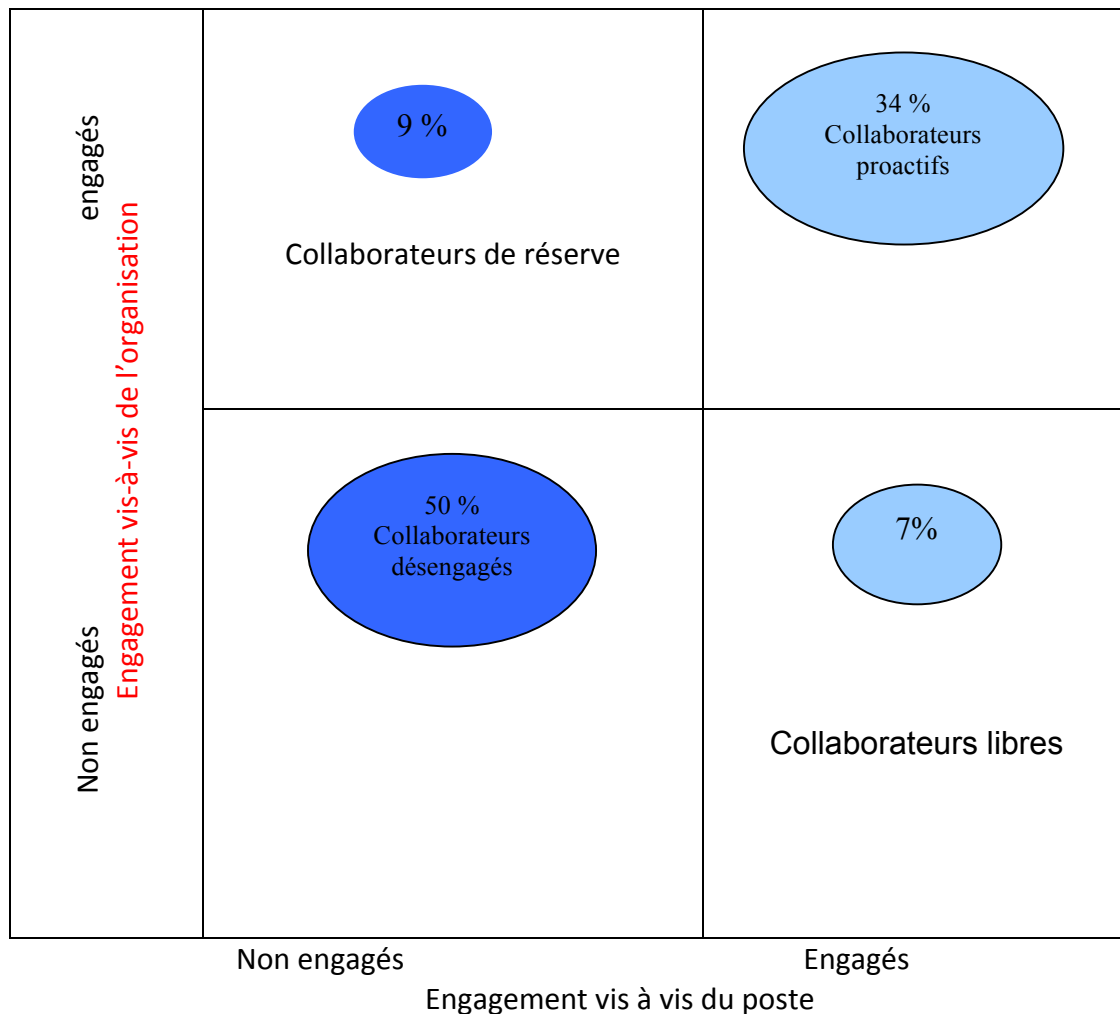 engagés
Non engagés
Engagement vis-à-vis de l'organisation
9 %
Collaborateurs de réserve
34 %
Collaborateurs
proactifs
50 %
Collaborateurs
désengagés
7%
Collaborateurs libres
Non engagés
Engagés
Engagement vis à vis du poste